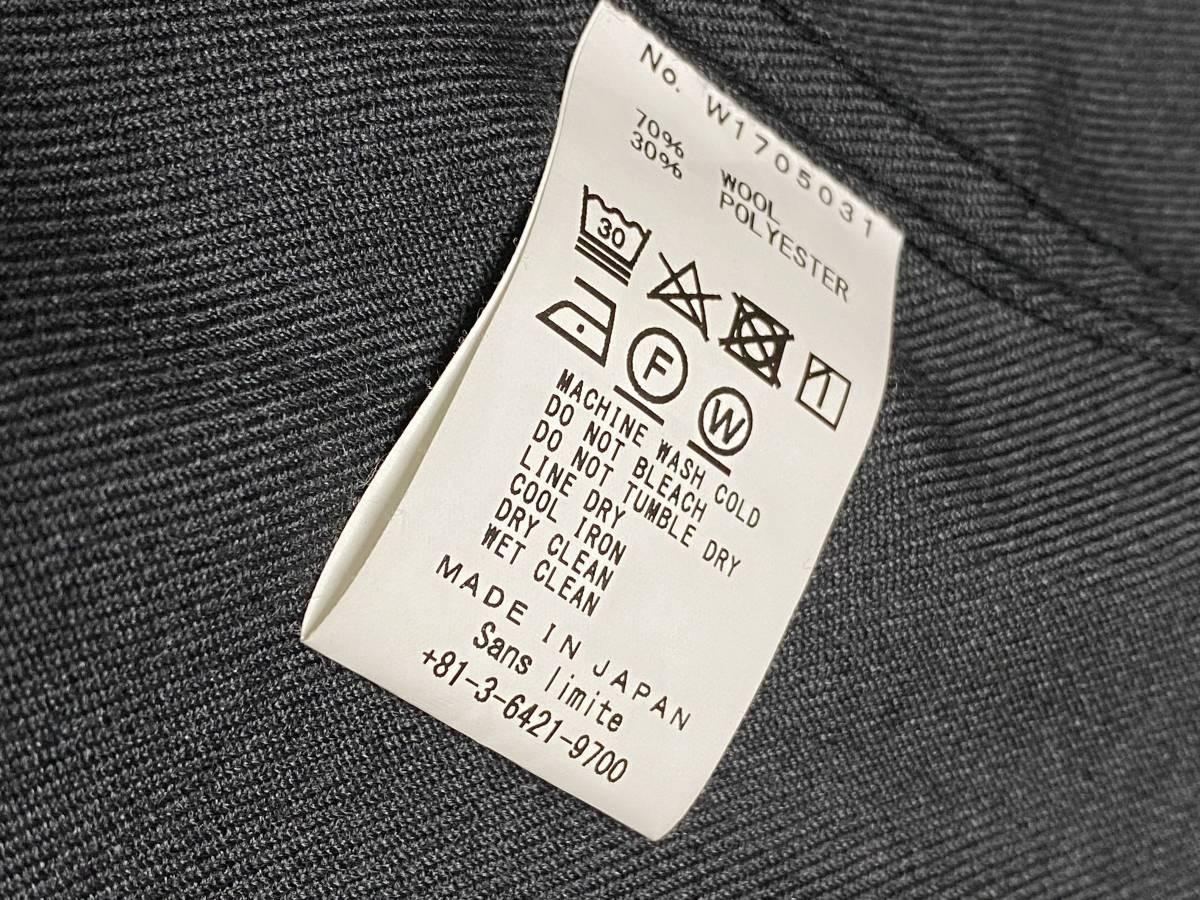 No. W1705031
70% WOOL
30% POLYESTER
30
F
W
MACHINE WASH COLD
DO NOT BLEACH
DO NOT TUMBLE DRY
LINE DRY
COOL IRON
DRY CLEAN
WET CLEAN
MADE IN JAPAN
Sans limite
+81-3-6421-9700